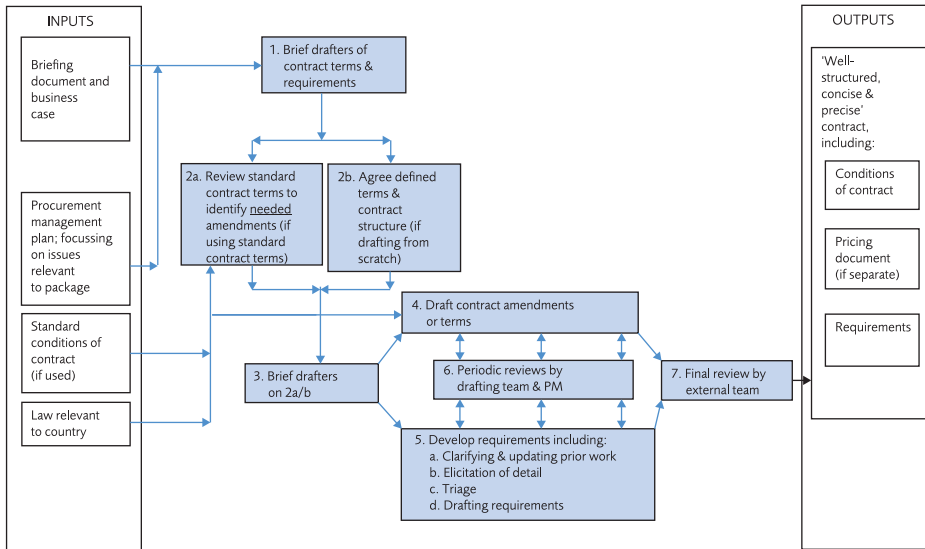 INPUTS
Briefing
document and
business
case
Procurement
management
plan; focussing
on issues
relevant
to package
Standard
conditions of
contract
(if used)
Law relevant
to country
1. Brief drafters of
contract terms &
requirements
2a. Review standard
contract terms to
identify needed
amendments (if
using standard
contract terms)
2b. Agree defined
terms &
contract
structure (if
drafting from
scratch)
3. Brief drafters
on 2a/b
4. Draft contract amendments
or terms
6. Periodic reviews by
drafting team & PM
5. Develop requirements including:
a. Clarifying & updating prior work
b. Elicitation of detail
c. Triage
d. Drafting requirements
7. Final review by
external team
OUTPUTS
'Well-
structured,
concise &
precise'
contract,
including:
Conditions
of contract
Pricing
document
(if separate)
Requirements